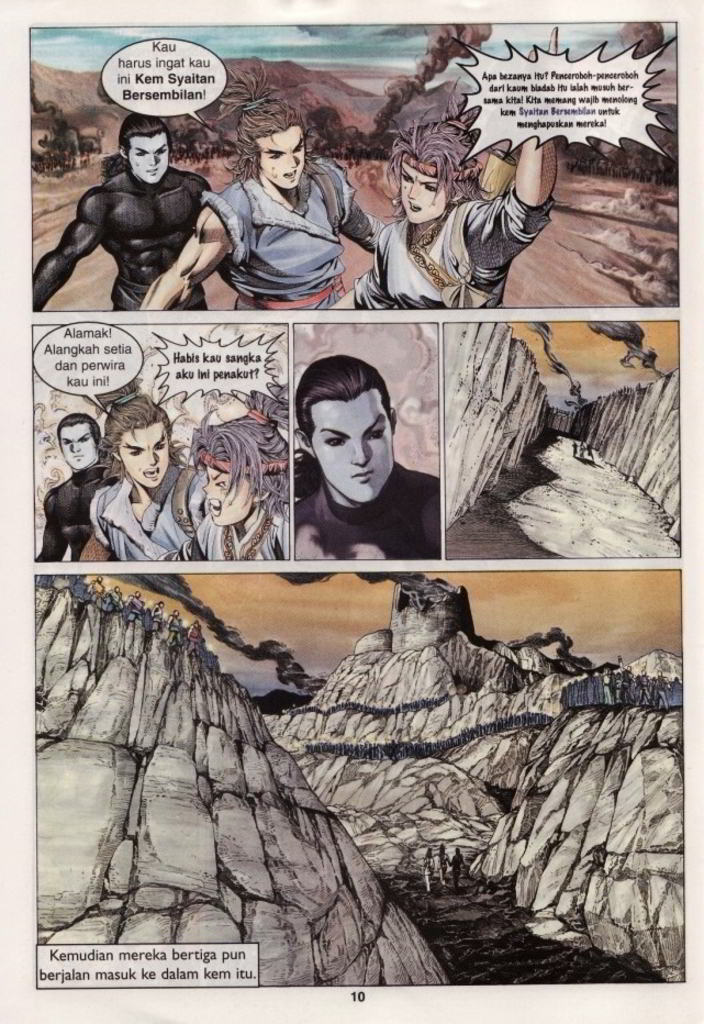 Kau
harus ingat kau
ini Kem Syaitan
Bersembilan!
Apa bezanya itu? Penceroboh-penceroboh
dari kaum biadab itu ialah musuh ber-
sama kita! Kita memang wajib menolong
kem Syaitan Bersembilan untuk
menghapuskan mereka!
Alamak!
Alangkah setia
dan perwira
kau ini!
Habis kau sangka
aku ini penakut?
Kemudian mereka bertiga pun
berjalan masuk ke dalam kem itu.
10